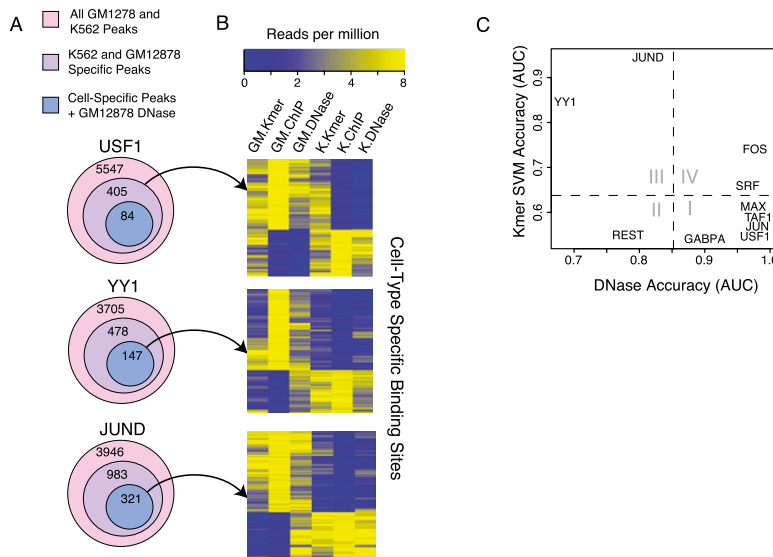 A
All GM1278 and
K562 Peaks
K562 and GM12878
Specific Peaks
Cell-Specific Peaks
+ GM12878 DNase
USF1
5547
405
84
YY1
3705
478
147
JUND
3946
983
321
B
Reads per million
0 2 4 6 8
GM.Kmer
GM.ChIP
GM.DNase
K.Kmer
K.ChIP
K.DNase
Cell-Type Specific Binding Sites
C
Kmer SVM Accuracy (AUC)
0.9
0.8
0.7
0.6
JUND
YY1
FOS
III IV
SRF
II I
MAX
TAF1
JUN
USF1
REST
GABPA
0.7 0.8 0.9 1.0
DNase Accuracy (AUC)